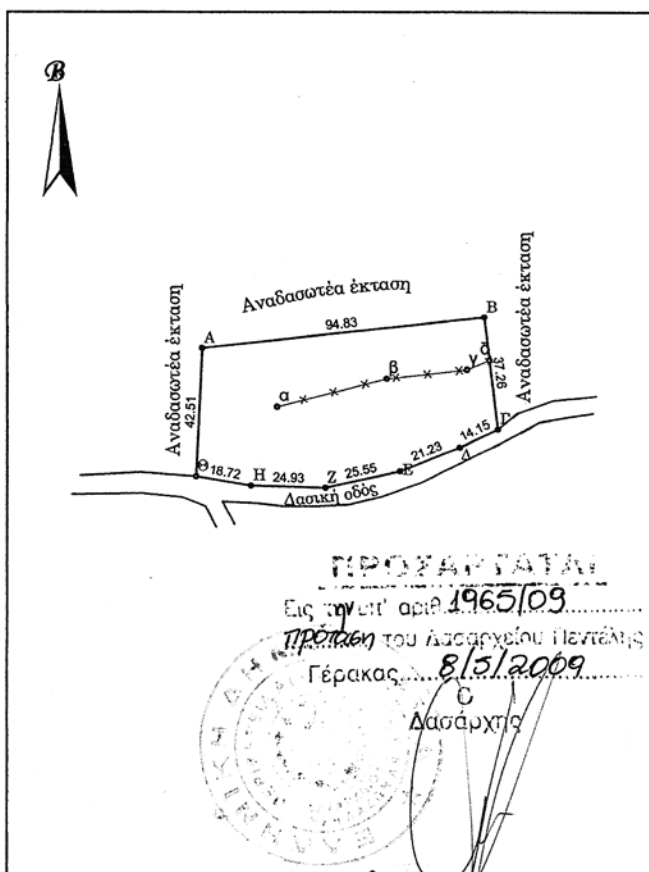 Β
Αναδασωτέα έκταση
94.83
Α
Β
Αναδασωτέα έκταση
42.51
Αναδασωτέα έκταση
37.26
α
β
γ
δ
Γ
14.15
Δ
21.23
Ε
25.55
Ζ
24.93
Η
18.72
Θ
Δασική οδός
ΠΡΟΣΑΡΤΑΤΑΙ
Εις την υπ' αριθ. 1965/09
πρόταση του Δασαρχείου Πεντέλης
Γέρακας 8/5/2009
Ο
Δασάρχης